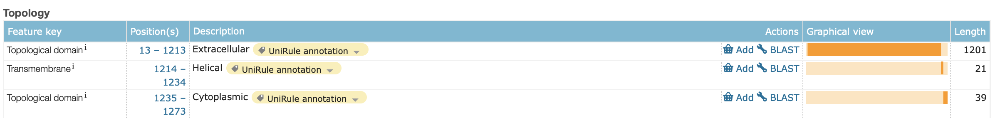 Topology
Feature key Position(s) Description Actions Graphical view Length
Topological domain i 13 – 1213 Extracellular UniRule annotation Add BLAST 1201
Transmembrane i 1214 – Helical UniRule annotation Add BLAST 21
1234
Topological domain i 1235 – Cytoplasmic UniRule annotation Add BLAST 39
1273